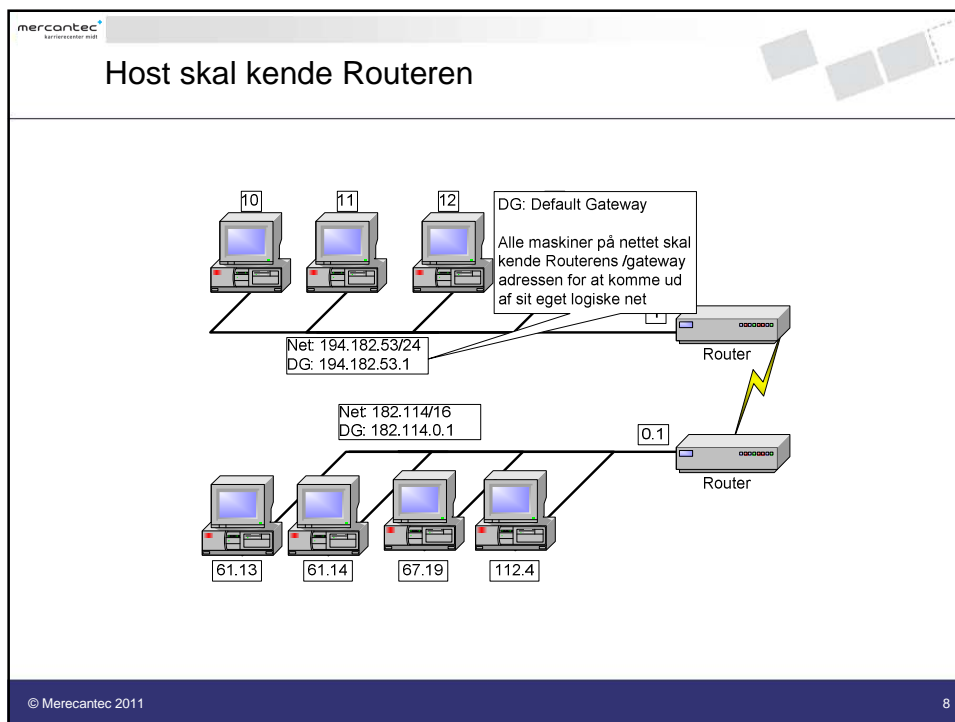 mercantec
karrierecenter midt
Host skal kende Routeren
10
11
12
DG: Default Gateway
Alle maskiner på nettet skal
kende Routerens /gateway
adressen for at komme ud
af sit eget logiske net
Net: 194.182.53/24
DG: 194.182.53.1
Router
Net: 182.114/16
DG: 182.114.0.1
0.1
Router
61.13
61.14
67.19
112.4
© Merecantec 2011
8